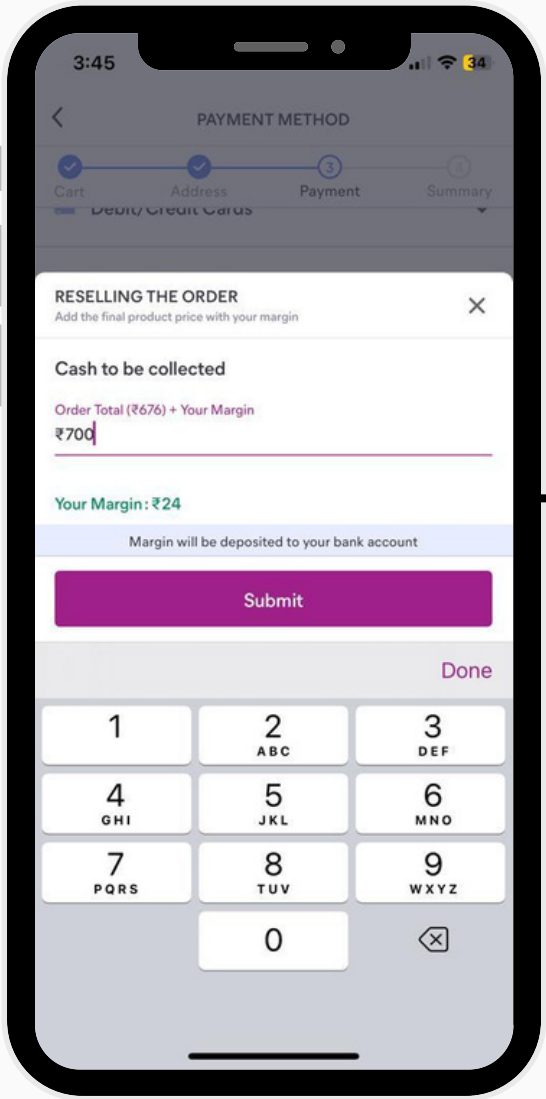 3:45
34
PAYMENT METHOD
3
4
Cart
Address
Payment
Summary
Debit/Credit Cards
RESELLING THE ORDER
Add the final product price with your margin
Cash to be collected
Order Total (₹676) + Your Margin
₹700
Your Margin: ₹24
Margin will be deposited to your bank account
Submit
Done
1
2
ABC
3
DEF
4
GHI
5
JKL
6
MNO
7
PQRS
8
TUV
9
WXYZ
0